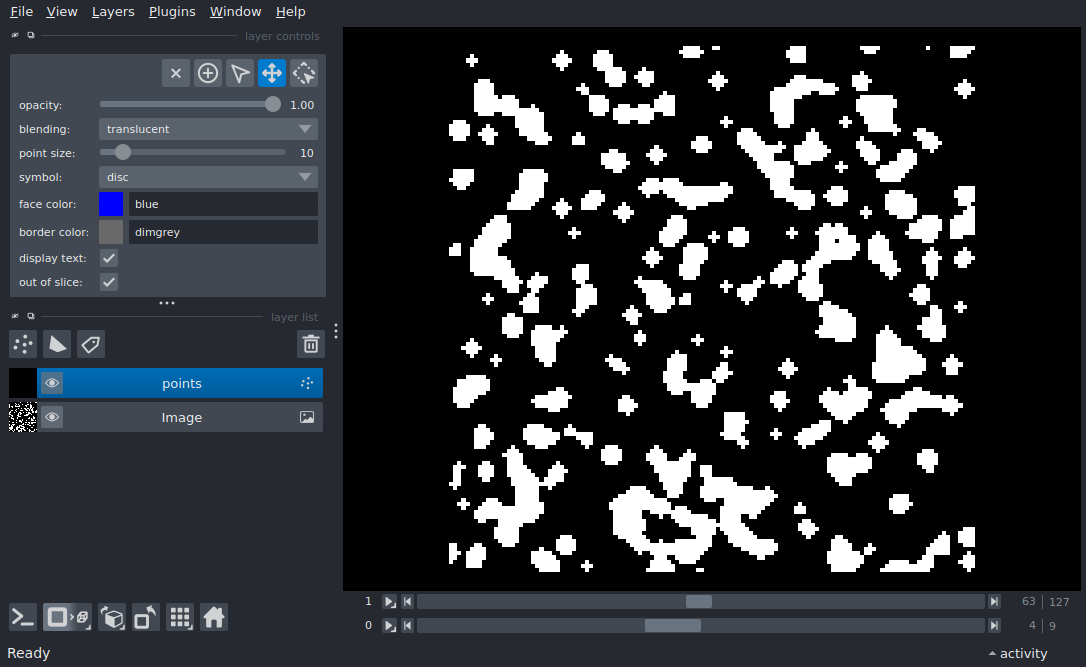 File View Layers Plugins Window Help
layer controls
opacity: 1.00
blending: translucent
point size: 10
symbol: disc
face color: blue
border color: dimgrey
display text:
out of slice:
layer list
points
Image
1 63 127
0 4 9
Ready activity